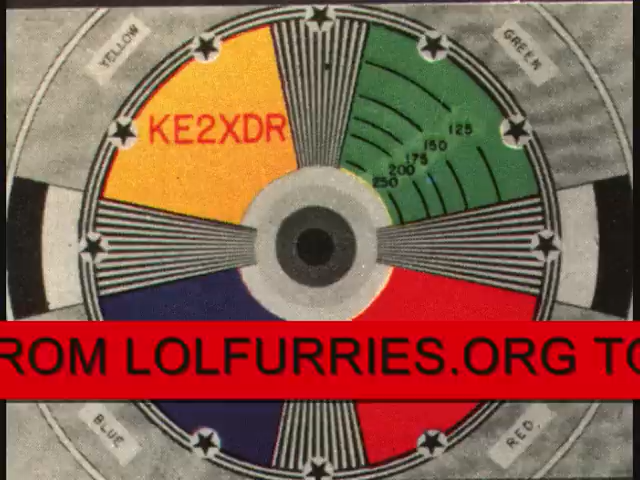 YELLOW
GREEN
KE2XDR
125
150
175
200
250
ROM LOLFURRIES.ORG TO
BLUE
RED